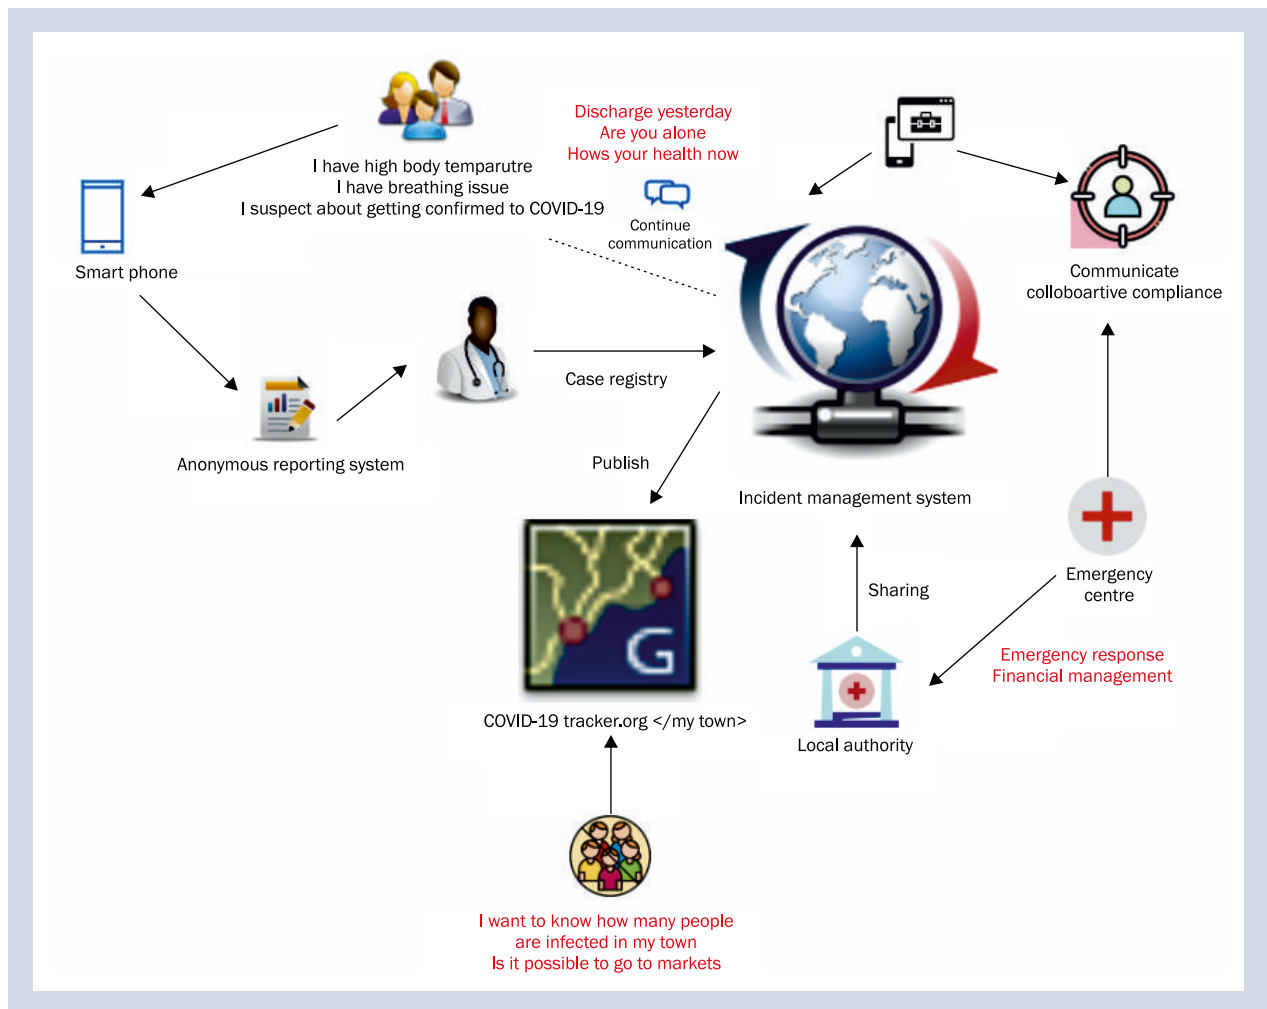 Discharge yesterday
Are you alone
Hows your health now
I have high body temparutre
I have breathing issue
I suspect about getting confirmed to COVID-19
Continue
communication
Smart phone
Communicate
colloboartive compliance
Case registry
Anonymous reporting system
Publish
Incident management system
Emergency
centre
Sharing
Emergency response
Financial management
G
COVID-19 tracker.org </my town>
Local authority
I want to know how many people
are infected in my town
Is it possible to go to markets